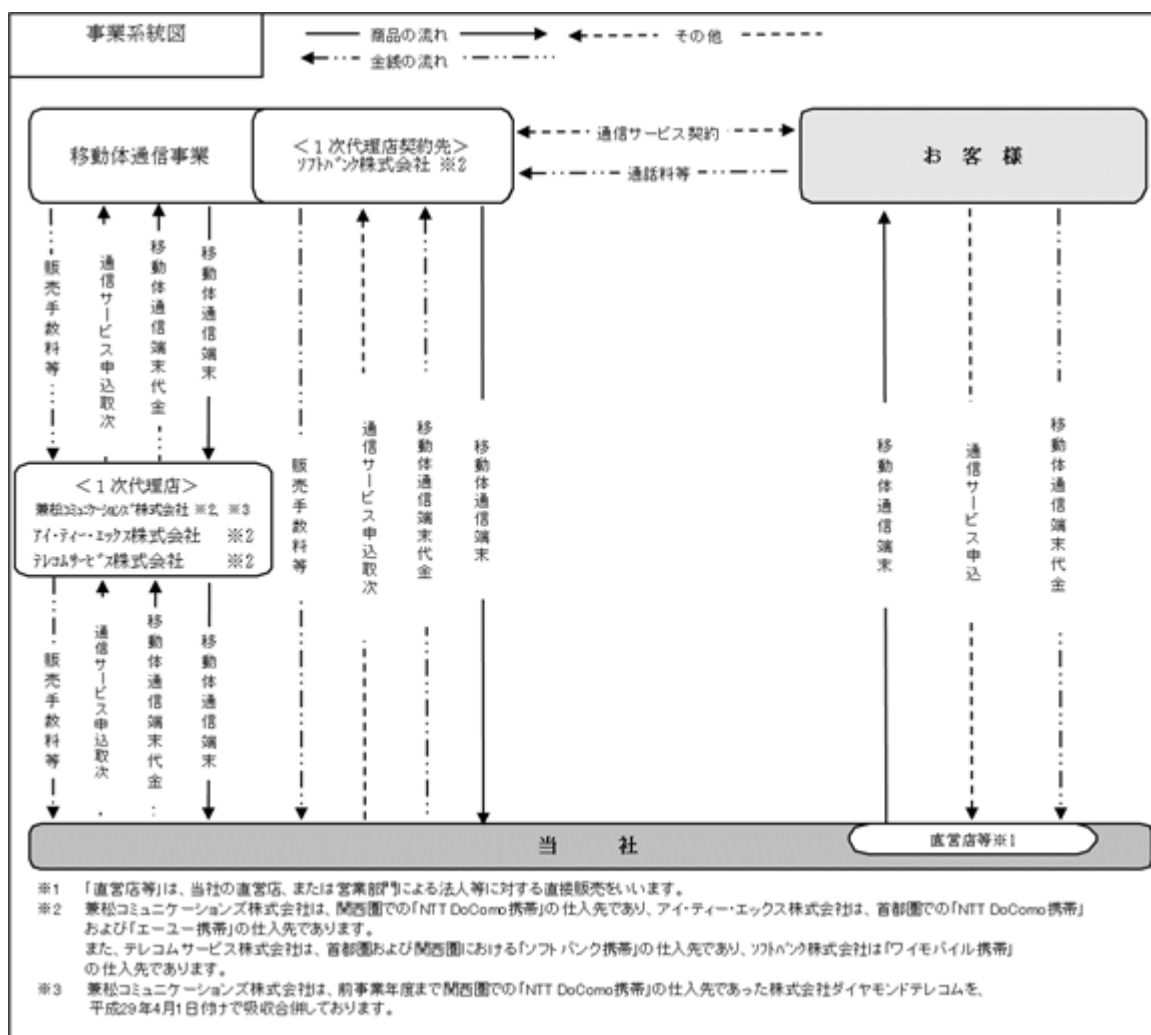 事業系統図
商品の流れ
その他
金銭の流れ
移動体通信事業
＜1次代理店契約先＞
ソフトバンク株式会社 ※2
通信サービス契約
通話料等
お 客 様
販売手数料等
通信サービス申込取次
移動体通信端末代金
移動体通信端末
＜1次代理店＞
兼松コミュニケーションズ株式会社 ※2, ※3
アイ・ティー・エックス株式会社 ※2
テレコムサービス株式会社 ※2
販売手数料等
通信サービス申込取次
移動体通信端末代金
移動体通信端末
販売手数料等
通信サービス申込取次
移動体通信端末代金
移動体通信端末
移動体通信端末
通信サービス申込
移動体通信端末代金
当 社
直営店等※1
※1 「直営店等」は、当社の直営店、または営業部門による法人等に対する直接販売をいいます。
※2 兼松コミュニケーションズ株式会社は、関西圏での「NTT DoComo携帯」の仕入先であり、アイ・ティー・エックス株式会社は、首都圏での「NTT DoComo携帯」
および「エーユー携帯」の仕入先であります。
また、テレコムサービス株式会社は、首都圏および関西圏における「ソフトバンク携帯」の仕入先であり、ソフトバンク株式会社は「ワイモバイル携帯」
の仕入先であります。
※3 兼松コミュニケーションズ株式会社は、前事業年度まで関西圏での「NTT DoComo携帯」の仕入先であった株式会社ダイヤモンドテレコムを、
平成29年4月1日付けで吸収合併しております。